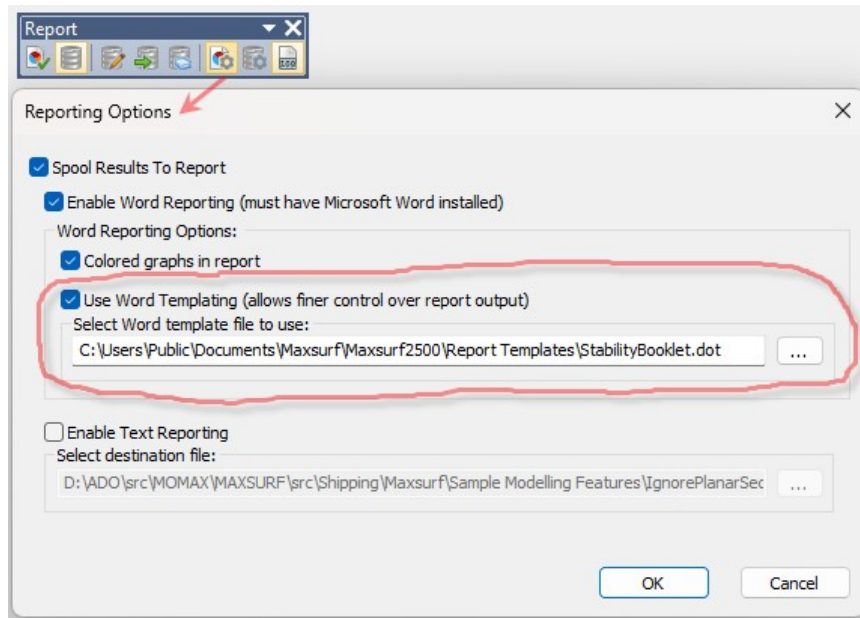 Report
Reporting Options
Spool Results To Report
Enable Word Reporting (must have Microsoft Word installed)
Word Reporting Options:
Colored graphs in report
Use Word Templating (allows finer control over report output)
Select Word template file to use:
C:\Users\Public\Documents\Maxsurf\Maxsurf2500\Report Templates\StabilityBooklet.dot
...
Enable Text Reporting
Select destination file:
D:\ADO\src\MOMAX\MAXSURF\src\Shipping\Maxsurf\Sample Modelling Features\IgnorePlanarSec
...
OK Cancel